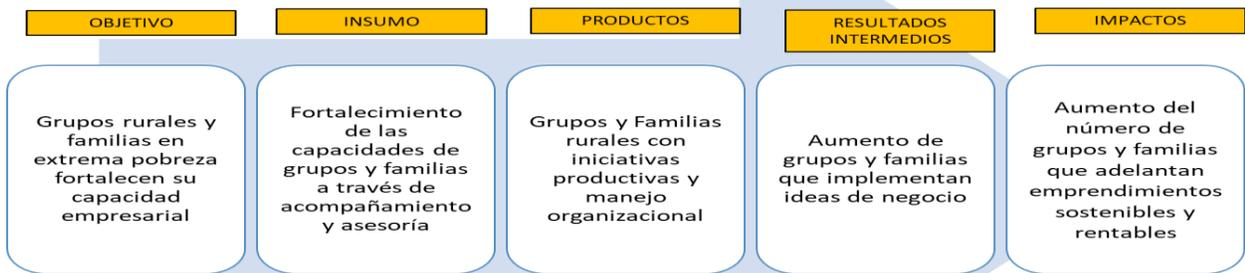 OBJETIVO
INSUMO
PRODUCTOS
RESULTADOS
INTERMEDIOS
IMPACTOS
Grupos rurales y
familias en
extrema pobreza
fortalecen su
capacidad
empresarial
Fortalecimiento
de las
capacidades de
grupos y familias
a través de
acompañamiento
y asesoría
Grupos y Familias
rurales con
iniciativas
productivas y
manejo
organizacional
Aumento de
grupos y familias
que implementan
ideas de negocio
Aumento del
número de
grupos y familias
que adelantan
emprendimientos
sostenibles y
rentables